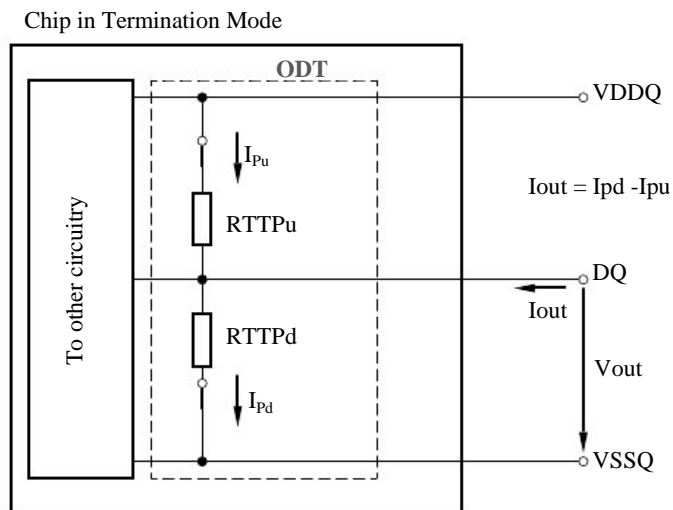 Chip in Termination Mode
ODT
VDDQ
IPu
Iout = Ipd -Ipu
RTTPu
To other circuitry
DQ
Iout
RTTPd
Vout
IPd
VSSQ